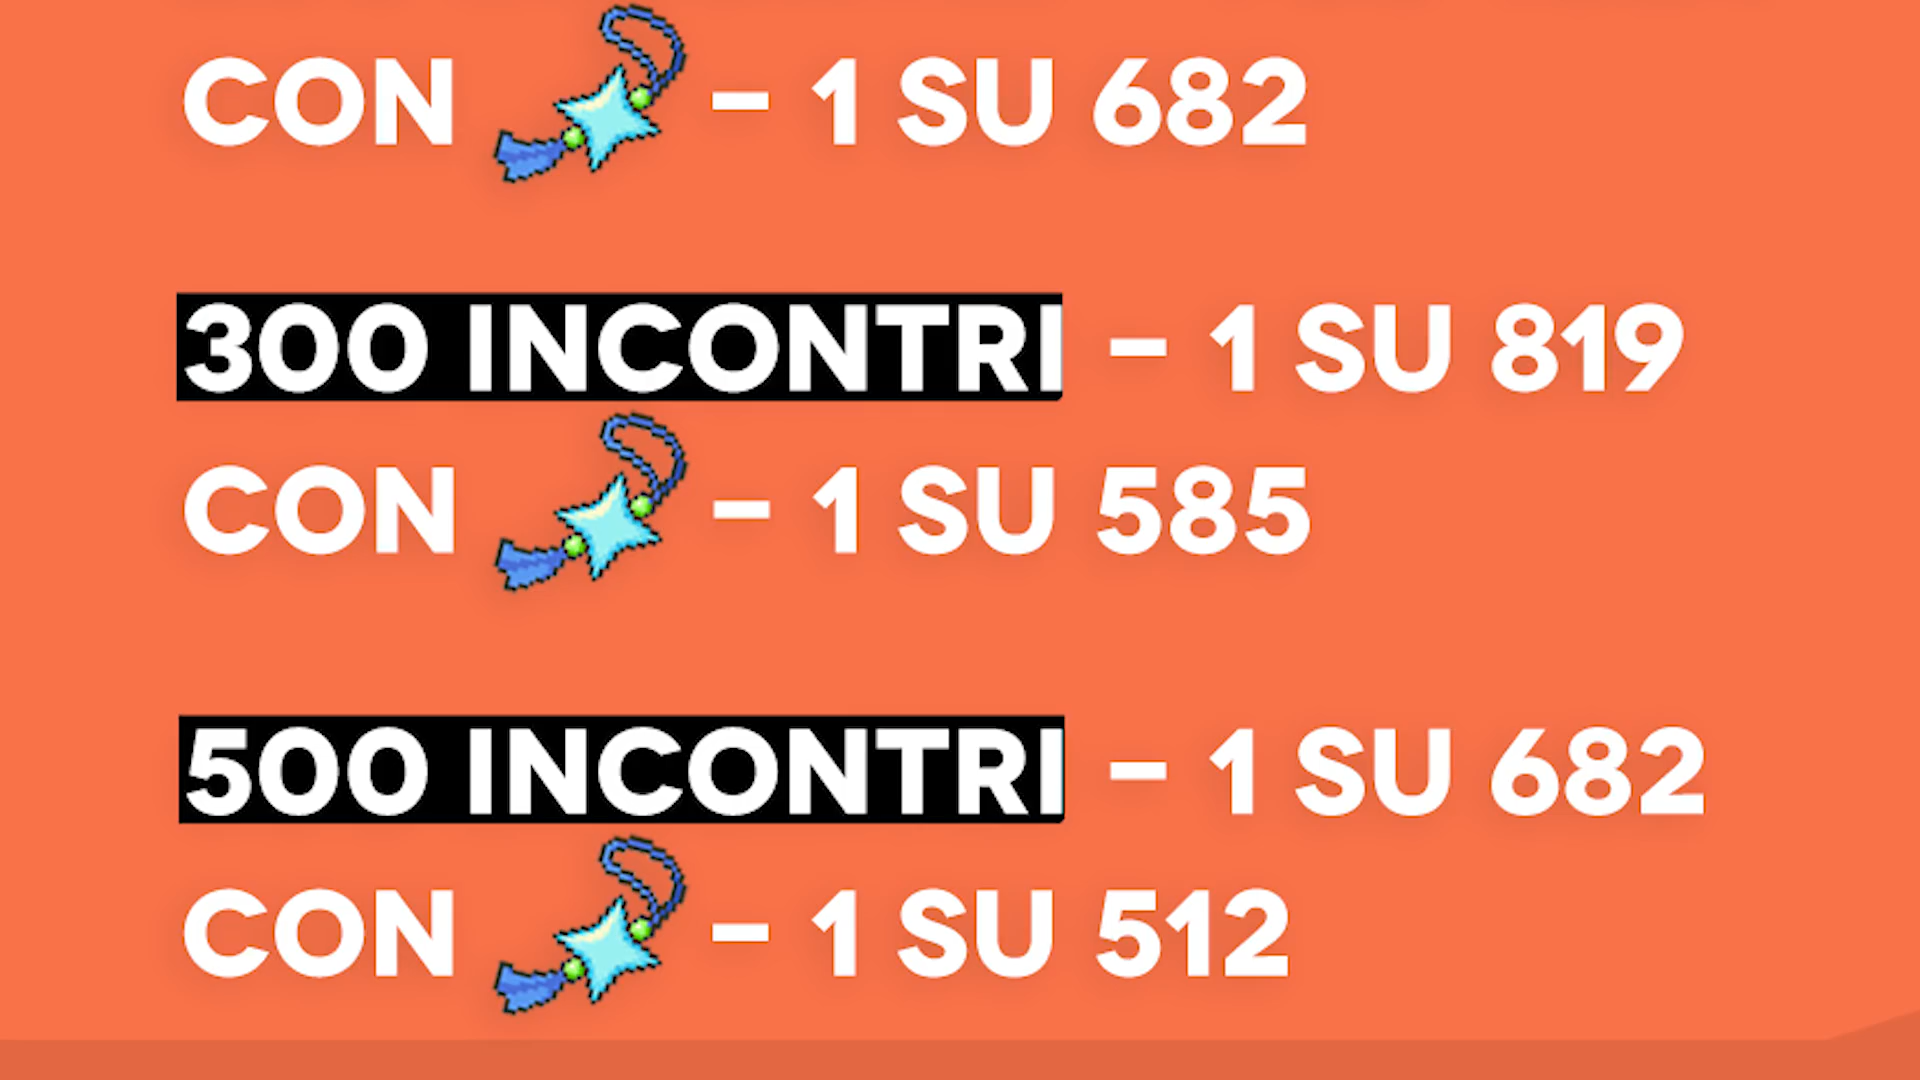 CON - 1 SU 682
300 INCONTRI - 1 SU 819
CON - 1 SU 585
500 INCONTRI - 1 SU 682
CON - 1 SU 512